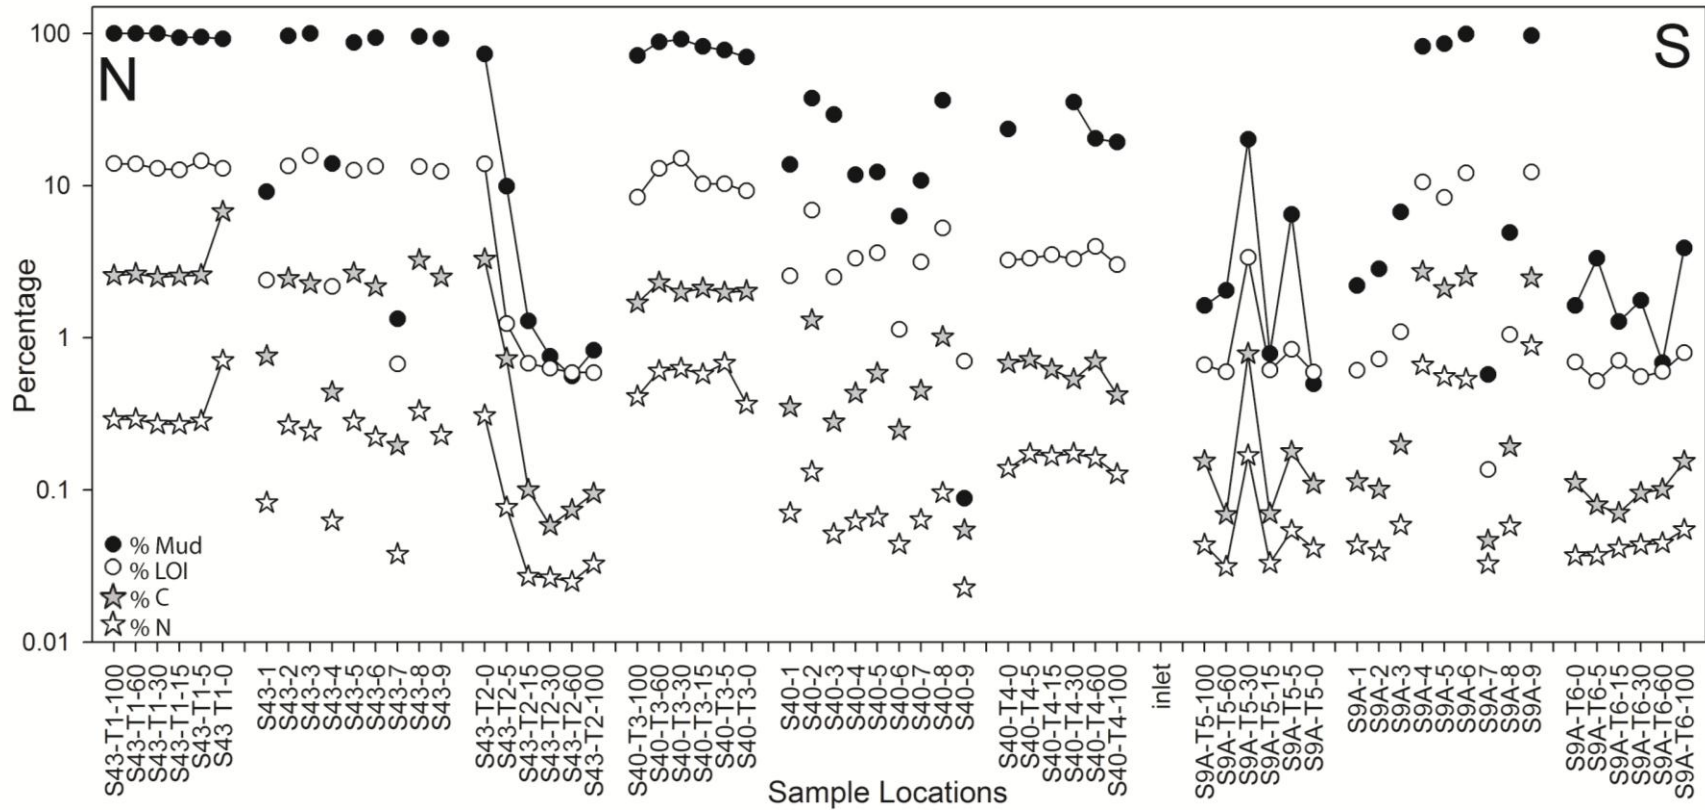 100
10
1
0.1
0.01
Percentage
N
S
% Mud
% LOI
% C
% N
S43-T1-100
S43-T1-60
S43-T1-30
S43-T1-15
S43-T1-5
S43 T1-0
S43-1
S43-2
S43-3
S43-4
S43-5
S43-6
S43-7
S43-8
S43-9
S43-T2-0
S43-T2-5
S43-T2-15
S43-T2-30
S43-T2-60
S43-T2-100
S40-T3-100
S40-T3-60
S40-T3-30
S40-T3-15
S40-T3-5
S40-T3-0
S40-1
S40-2
S40-3
S40-4
S40-5
S40-6
S40-7
S40-8
S40-9
S40-T4-0
S40-T4-5
S40-T4-15
S40-T4-30
S40-T4-60
S40-T4-100
inlet
S9A-T5-100
S9A-T5-60
S9A-T5-30
S9A-T5-15
S9A-T5-5
S9A-T5-0
S9A-1
S9A-2
S9A-3
S9A-4
S9A-5
S9A-6
S9A-7
S9A-8
S9A-9
S9A-T6-0
S9A-T6-5
S9A-T6-15
S9A-T6-30
S9A-T6-60
S9A-T6-100
Sample Locations